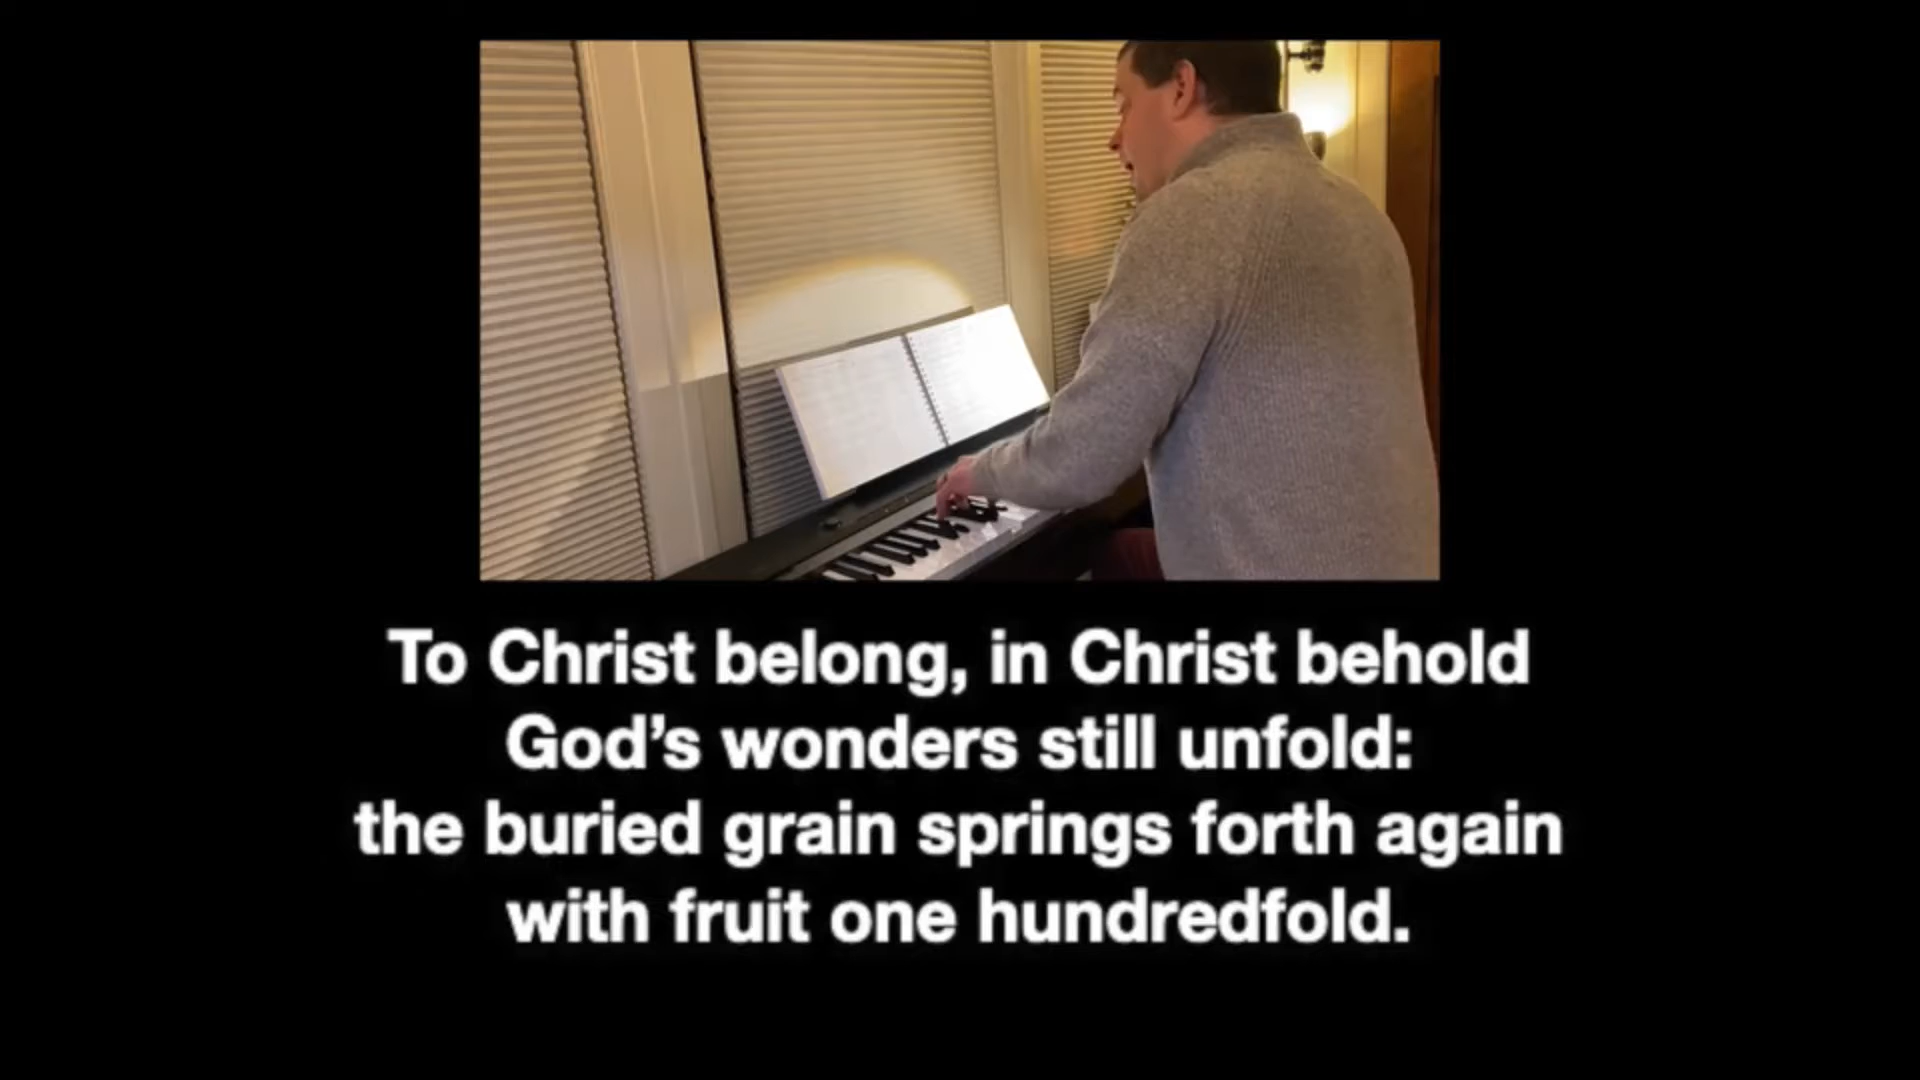 To Christ belong, in Christ behold
God’s wonders still unfold:
the buried grain springs forth again
with fruit one hundredfold.